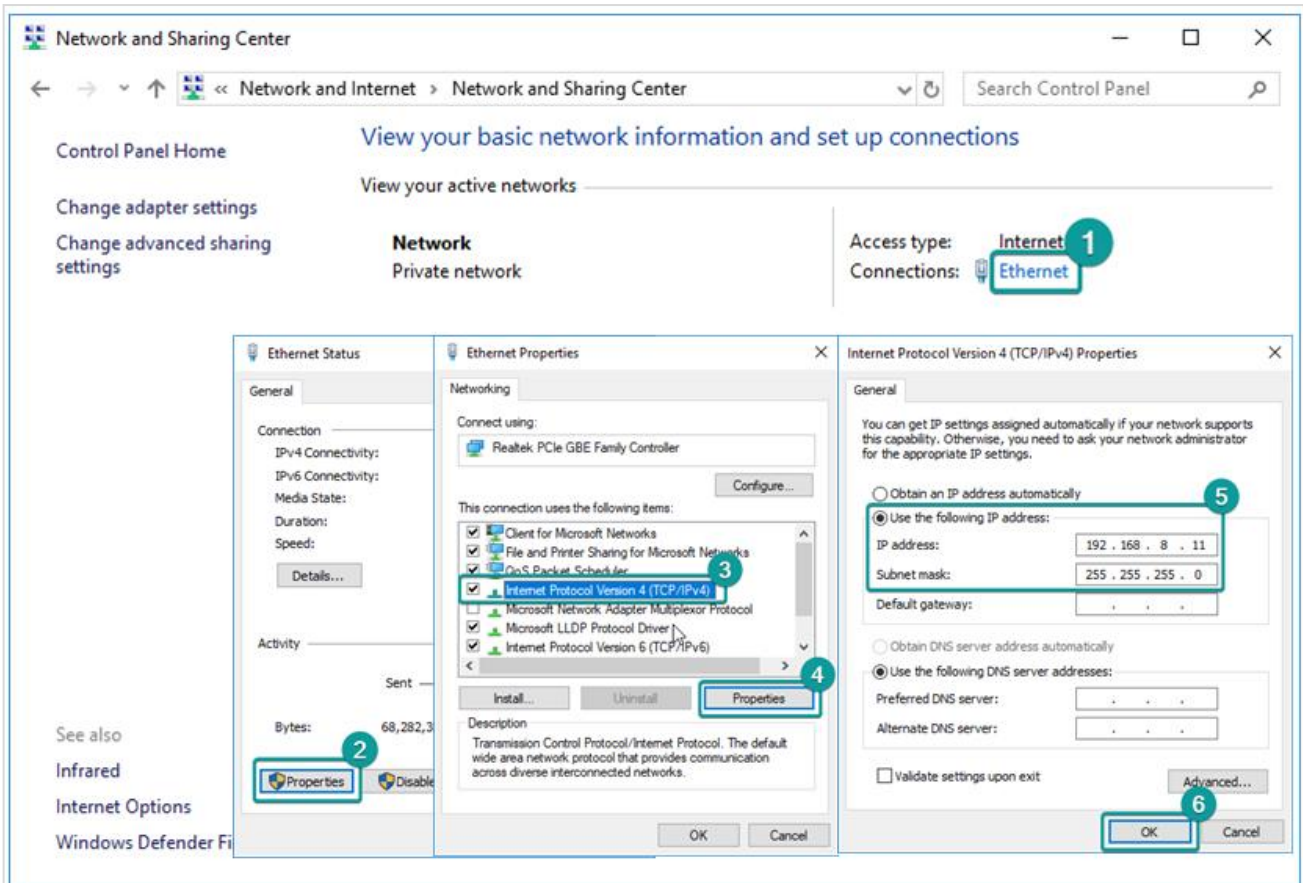 Network and Sharing Center
« Network and Internet › Network and Sharing Center
Search Control Panel
Control Panel Home
Change adapter settings
Change advanced sharing
settings
View your basic network information and set up connections
View your active networks
Network
Private network
Access type: Internet
Connections: Ethernet
1
Ethernet Status
General
Connection
IPv4 Connectivity:
IPv6 Connectivity:
Media State:
Duration:
Speed:
Details...
Activity
Sent
Bytes: 68,282,3
2
Properties
Disable
Ethernet Properties
Networking
Connect using:
Realtek PCIe GBE Family Controller
Configure...
This connection uses the following items:
Client for Microsoft Networks
File and Printer Sharing for Microsoft Networks
QoS Packet Scheduler
3
Internet Protocol Version 4 (TCP/IPv4)
Microsoft Network Adapter Multiplexor Protocol
Microsoft LLDP Protocol Driver
Internet Protocol Version 6 (TCP/IPv6)
4
Install...
Uninstall
Properties
Description
Transmission Control Protocol/Internet Protocol. The default
wide area network protocol that provides communication
across diverse interconnected networks.
OK
Cancel
Internet Protocol Version 4 (TCP/IPv4) Properties
General
You can get IP settings assigned automatically if your network supports
this capability. Otherwise, you need to ask your network administrator
for the appropriate IP settings.
Obtain an IP address automatically
5
Use the following IP address:
IP address: 192 . 168 . 8 . 11
Subnet mask: 255 . 255 . 255 . 0
Default gateway: . . .
Obtain DNS server address automatically
Use the following DNS server addresses:
Preferred DNS server: . . .
Alternate DNS server: . . .
Validate settings upon exit
Advanced...
6
OK
Cancel
See also
Infrared
Internet Options
Windows Defender Fi